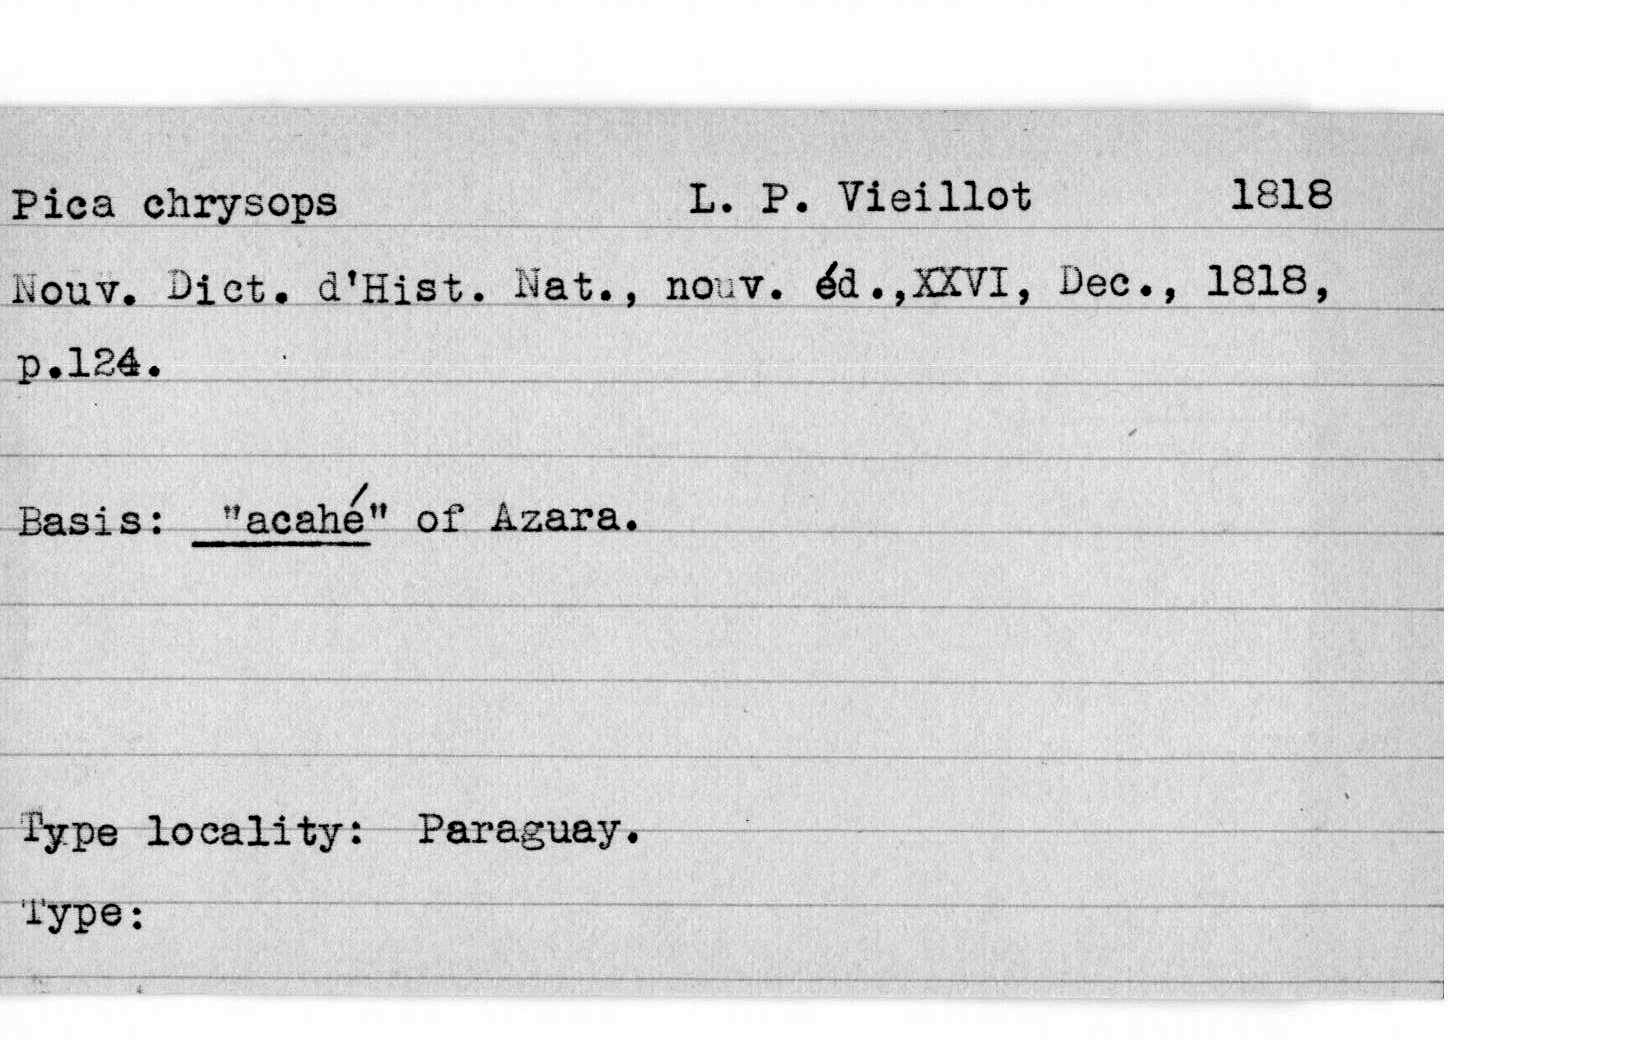 Pica chrysops L. P. Vieillot 1818
Nouv. Dict. d'Hist. Nat., nouv. éd.,XXVI, Dec., 1818,
p.124.
Basis: "acahé" of Azara.
Type locality: Paraguay.
Type: